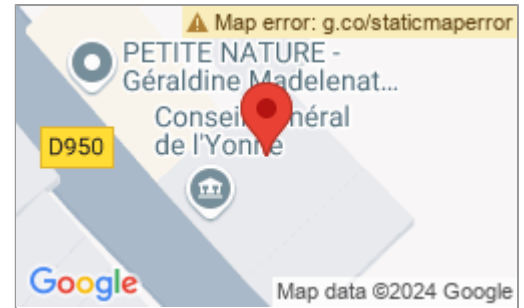 Map error: g.co/staticmaperror
PETITE NATURE -
Géraldine Madelenat...
Conseil Général
de l'Yonne
D950
Google
Map data ©2024 Google